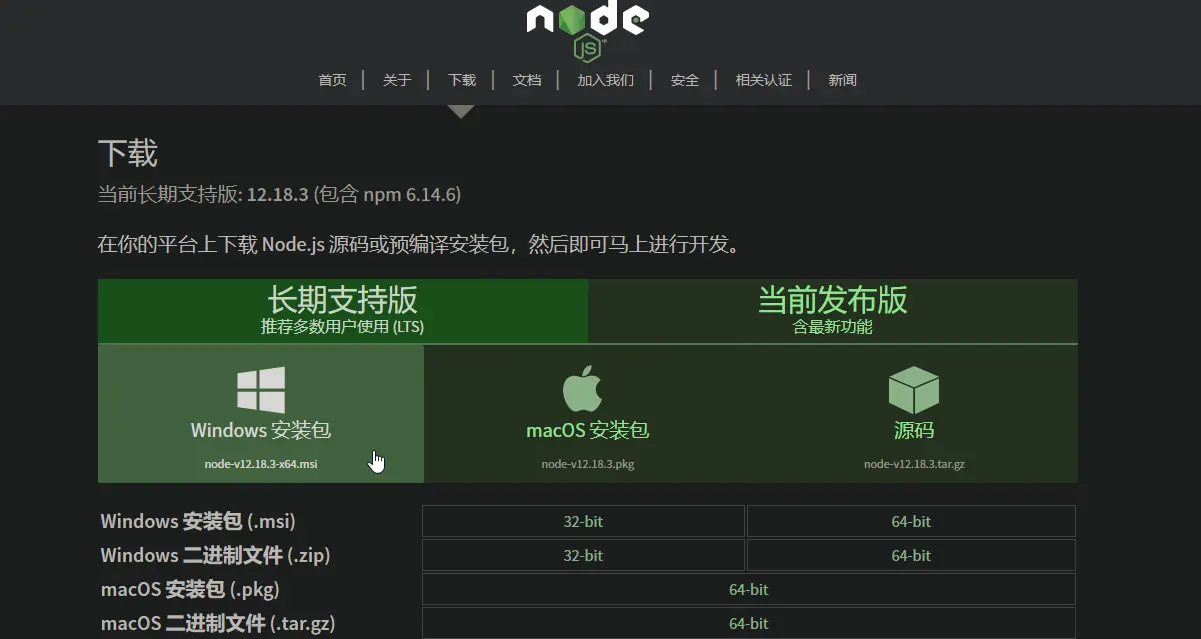 node
JS
首页 关于 下载 文档 加入我们 安全 相关认证 新闻
下载
当前长期支持版: 12.18.3 (包含 npm 6.14.6)
在你的平台上下载 Node.js 源码或预编译安装包，然后即可马上进行开发。
长期支持版 当前发布版
推荐多数用户使用 (LTS) 含最新功能
Windows 安装包 macOS 安装包 源码
node-v12.18.3-x64.msi node-v12.18.3.pkg node-v12.18.3.tar.gz
Windows 安装包 (.msi) 32-bit 64-bit
Windows 二进制文件 (.zip) 32-bit 64-bit
macOS 安装包 (.pkg) 64-bit
macOS 二进制文件 (.tar.gz) 64-bit